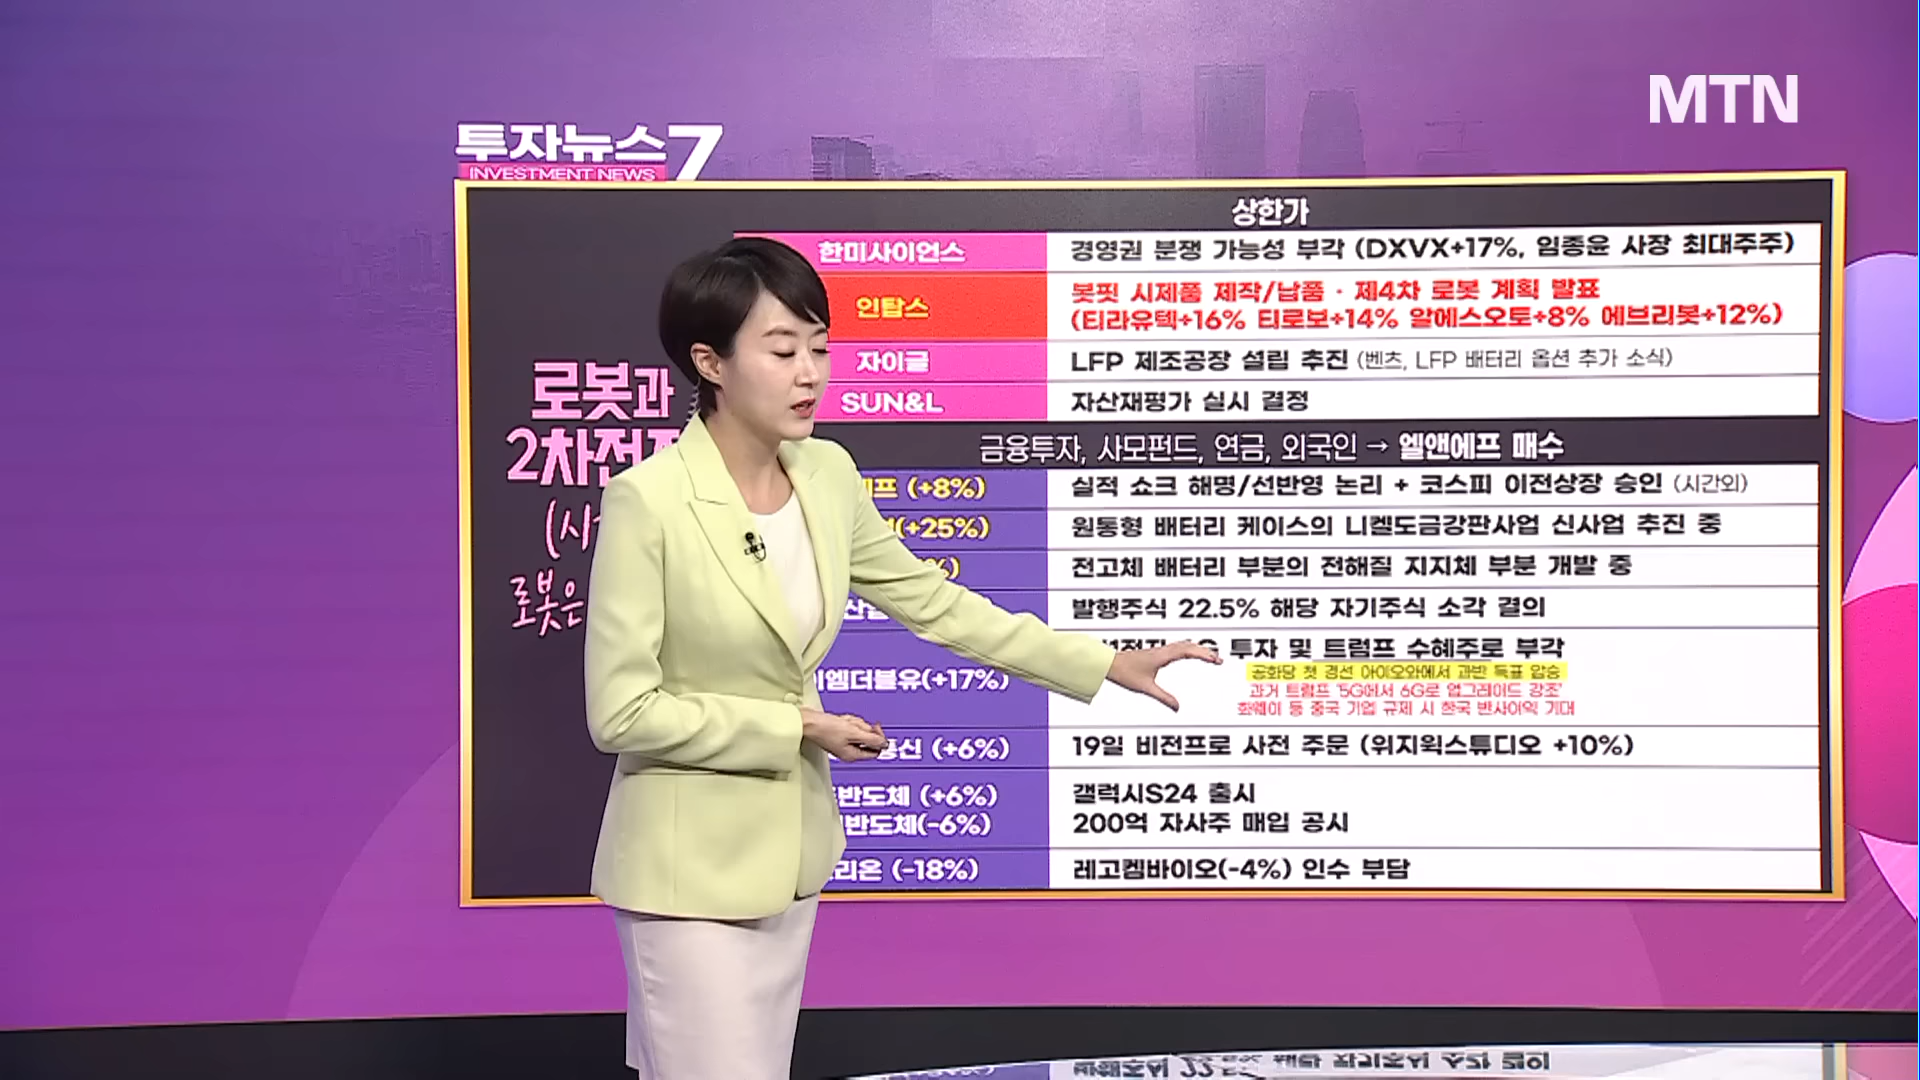 MTN
투자뉴스7
INVESTMENT NEWS
상한가
한미사이언스 경영권 분쟁 가능성 부각 (DXVX+17%, 임종윤 사장 최대주주)
인탑스 봇핏 시제품 제작/납품 · 제4차 로봇 계획 발표
(티라유텍+16% 티로보+14% 알에스오토+8% 에브리봇+12%)
자이글 LFP 제조공장 설립 추진 (벤츠, LFP 배터리 옵션 추가 소식)
SUN&L 자산재평가 실시 결정
로봇과
2차전
로봇은
금융투자, 사모펀드, 연금, 외국인 → 엘앤에프 매수
(+8%) 실적 쇼크 해명/선반영 논리 + 코스피 이전상장 승인 (시간외)
(+25%) 원통형 배터리 케이스의 니켈도금강판사업 신사업 추진 중
전고체 배터리 부분의 전해질 지지체 부분 개발 중
발행주식 22.5% 해당 자기주식 소각 결의
이엠더블유(+17%) 투자 및 트럼프 수혜주로 부각
공화당 첫 경선 아이오와에서 과반 득표 압승
과거 트럼프 '5G에서 6G로 업그레이드 강조'
화웨이 등 중국 기업 규제 시 한국 반사이익 기대
통신 (+6%) 19일 비전프로 사전 주문 (위지윅스튜디오 +10%)
반도체 (+6%) 갤럭시S24 출시
반도체(-6%) 200억 자사주 매입 공시
리온 (-18%) 레고켐바이오(-4%) 인수 부담